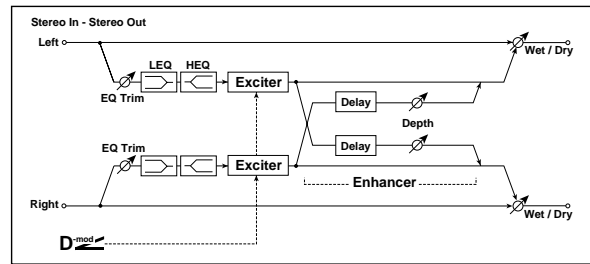 Stereo In - Stereo Out
Left
Wet / Dry
LEQ HEQ
EQ Trim
Exciter
Delay
Depth
Delay
EQ Trim
Exciter
Enhancer
Right
Wet / Dry
D-mod